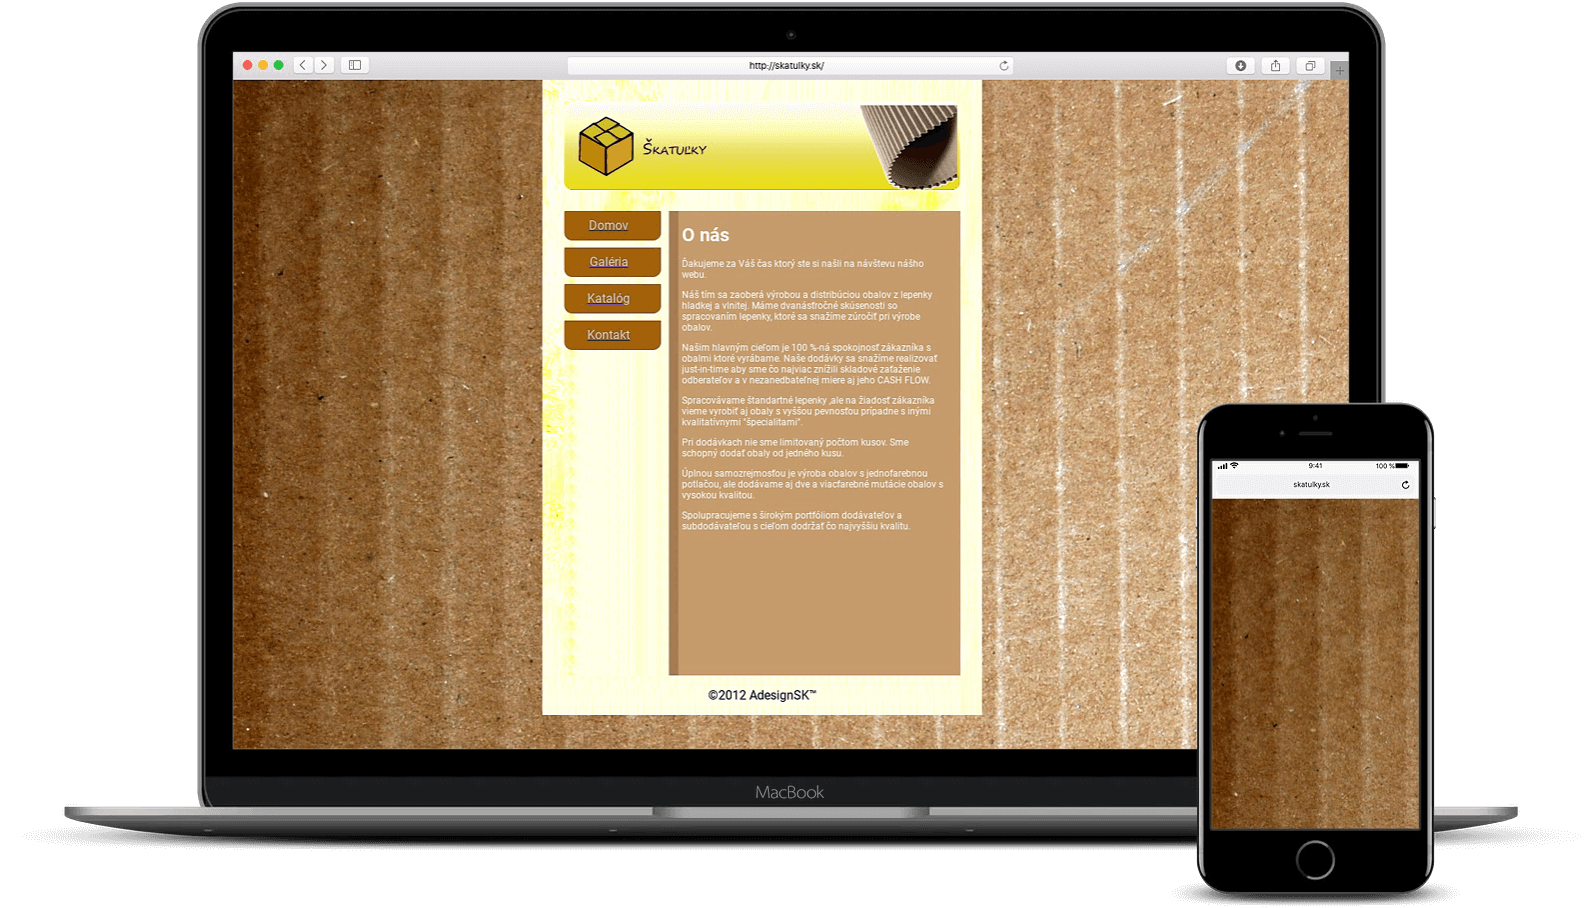 http://skatulky.sk/
Škatuľky
Domov
Galéria
Katalóg
Kontakt
O nás
Ďakujeme za Váš čas ktorý ste si našli na návštevu nášho
webu.
Náš tím sa zaoberá výrobou a distribúciou obalov z lepenky
hladkej a vlnitej. Máme dvanásťročné skúsenosti so
spracovaním lepenky, ktoré sa snažíme zúročiť pri výrobe
obalov.
Našim hlavným cieľom je 100 %-ná spokojnosť zákazníka s
obalmi ktoré vyrábame. Naše dodávky sa snažíme realizovať
just-in-time aby sme čo najviac znížili skladové zaťaženie
odberateľov a v nezanedbateľnej miere aj jeho CASH FLOW.
Spracovávame štandartné lepenky ,ale na žiadosť zákazníka
vieme vyrobiť aj obaly s vyššou pevnosťou prípadne s inými
kvalitatívnymi "špecialitami".
Pri dodávkach nie sme limitovaný počtom kusov. Sme
schopný dodať obaly od jedného kusu.
Úplnou samozrejmosťou je výroba obalov s jednofarebnou
potlačou, ale dodávame aj dve a viacfarebné mutácie obalov s
vysokou kvalitou.
Spolupracujeme s širokým portfóliom dodávateľov a
subdodávateľou s cieľom dodržať čo najvyššiu kvalitu.
©2012 AdesignSK™
MacBook
9:41
100 %
skatulky.sk